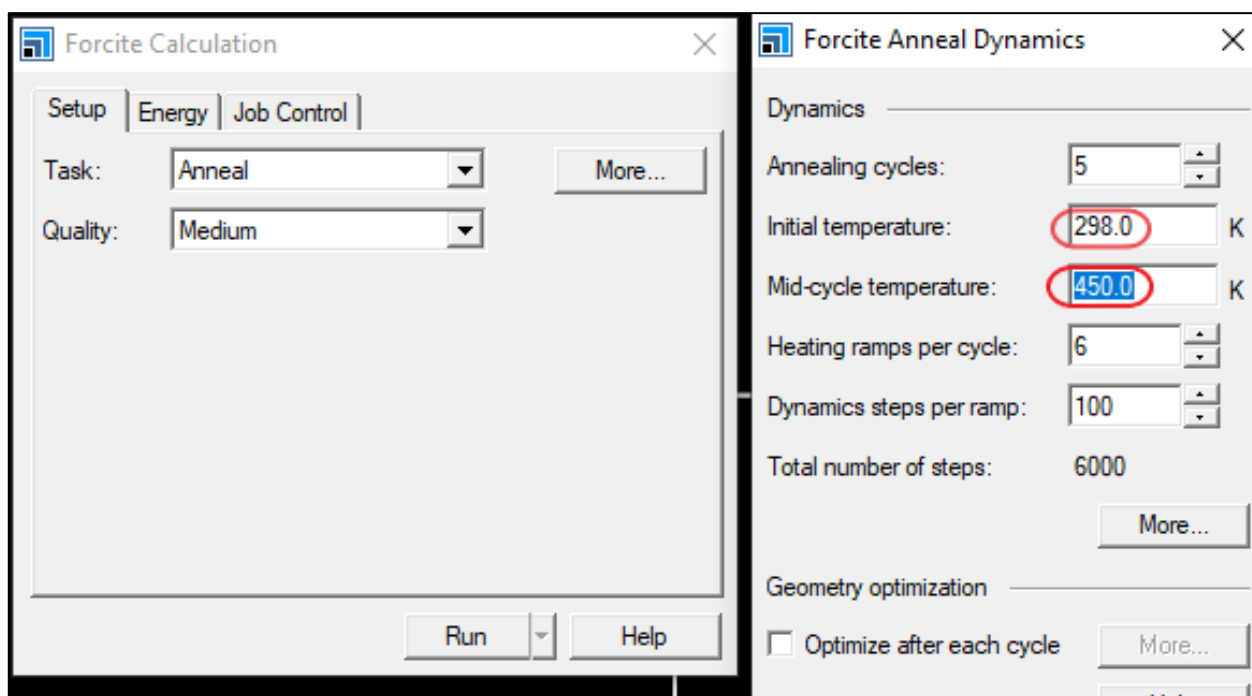 Forcite Calculation
Setup Energy Job Control
Task: Anneal More...
Quality: Medium
Run Help
Forcite Anneal Dynamics
Dynamics
Annealing cycles: 5
Initial temperature: 298.0 K
Mid-cycle temperature: 450.0 K
Heating ramps per cycle: 6
Dynamics steps per ramp: 100
Total number of steps: 6000
More...
Geometry optimization
Optimize after each cycle More...